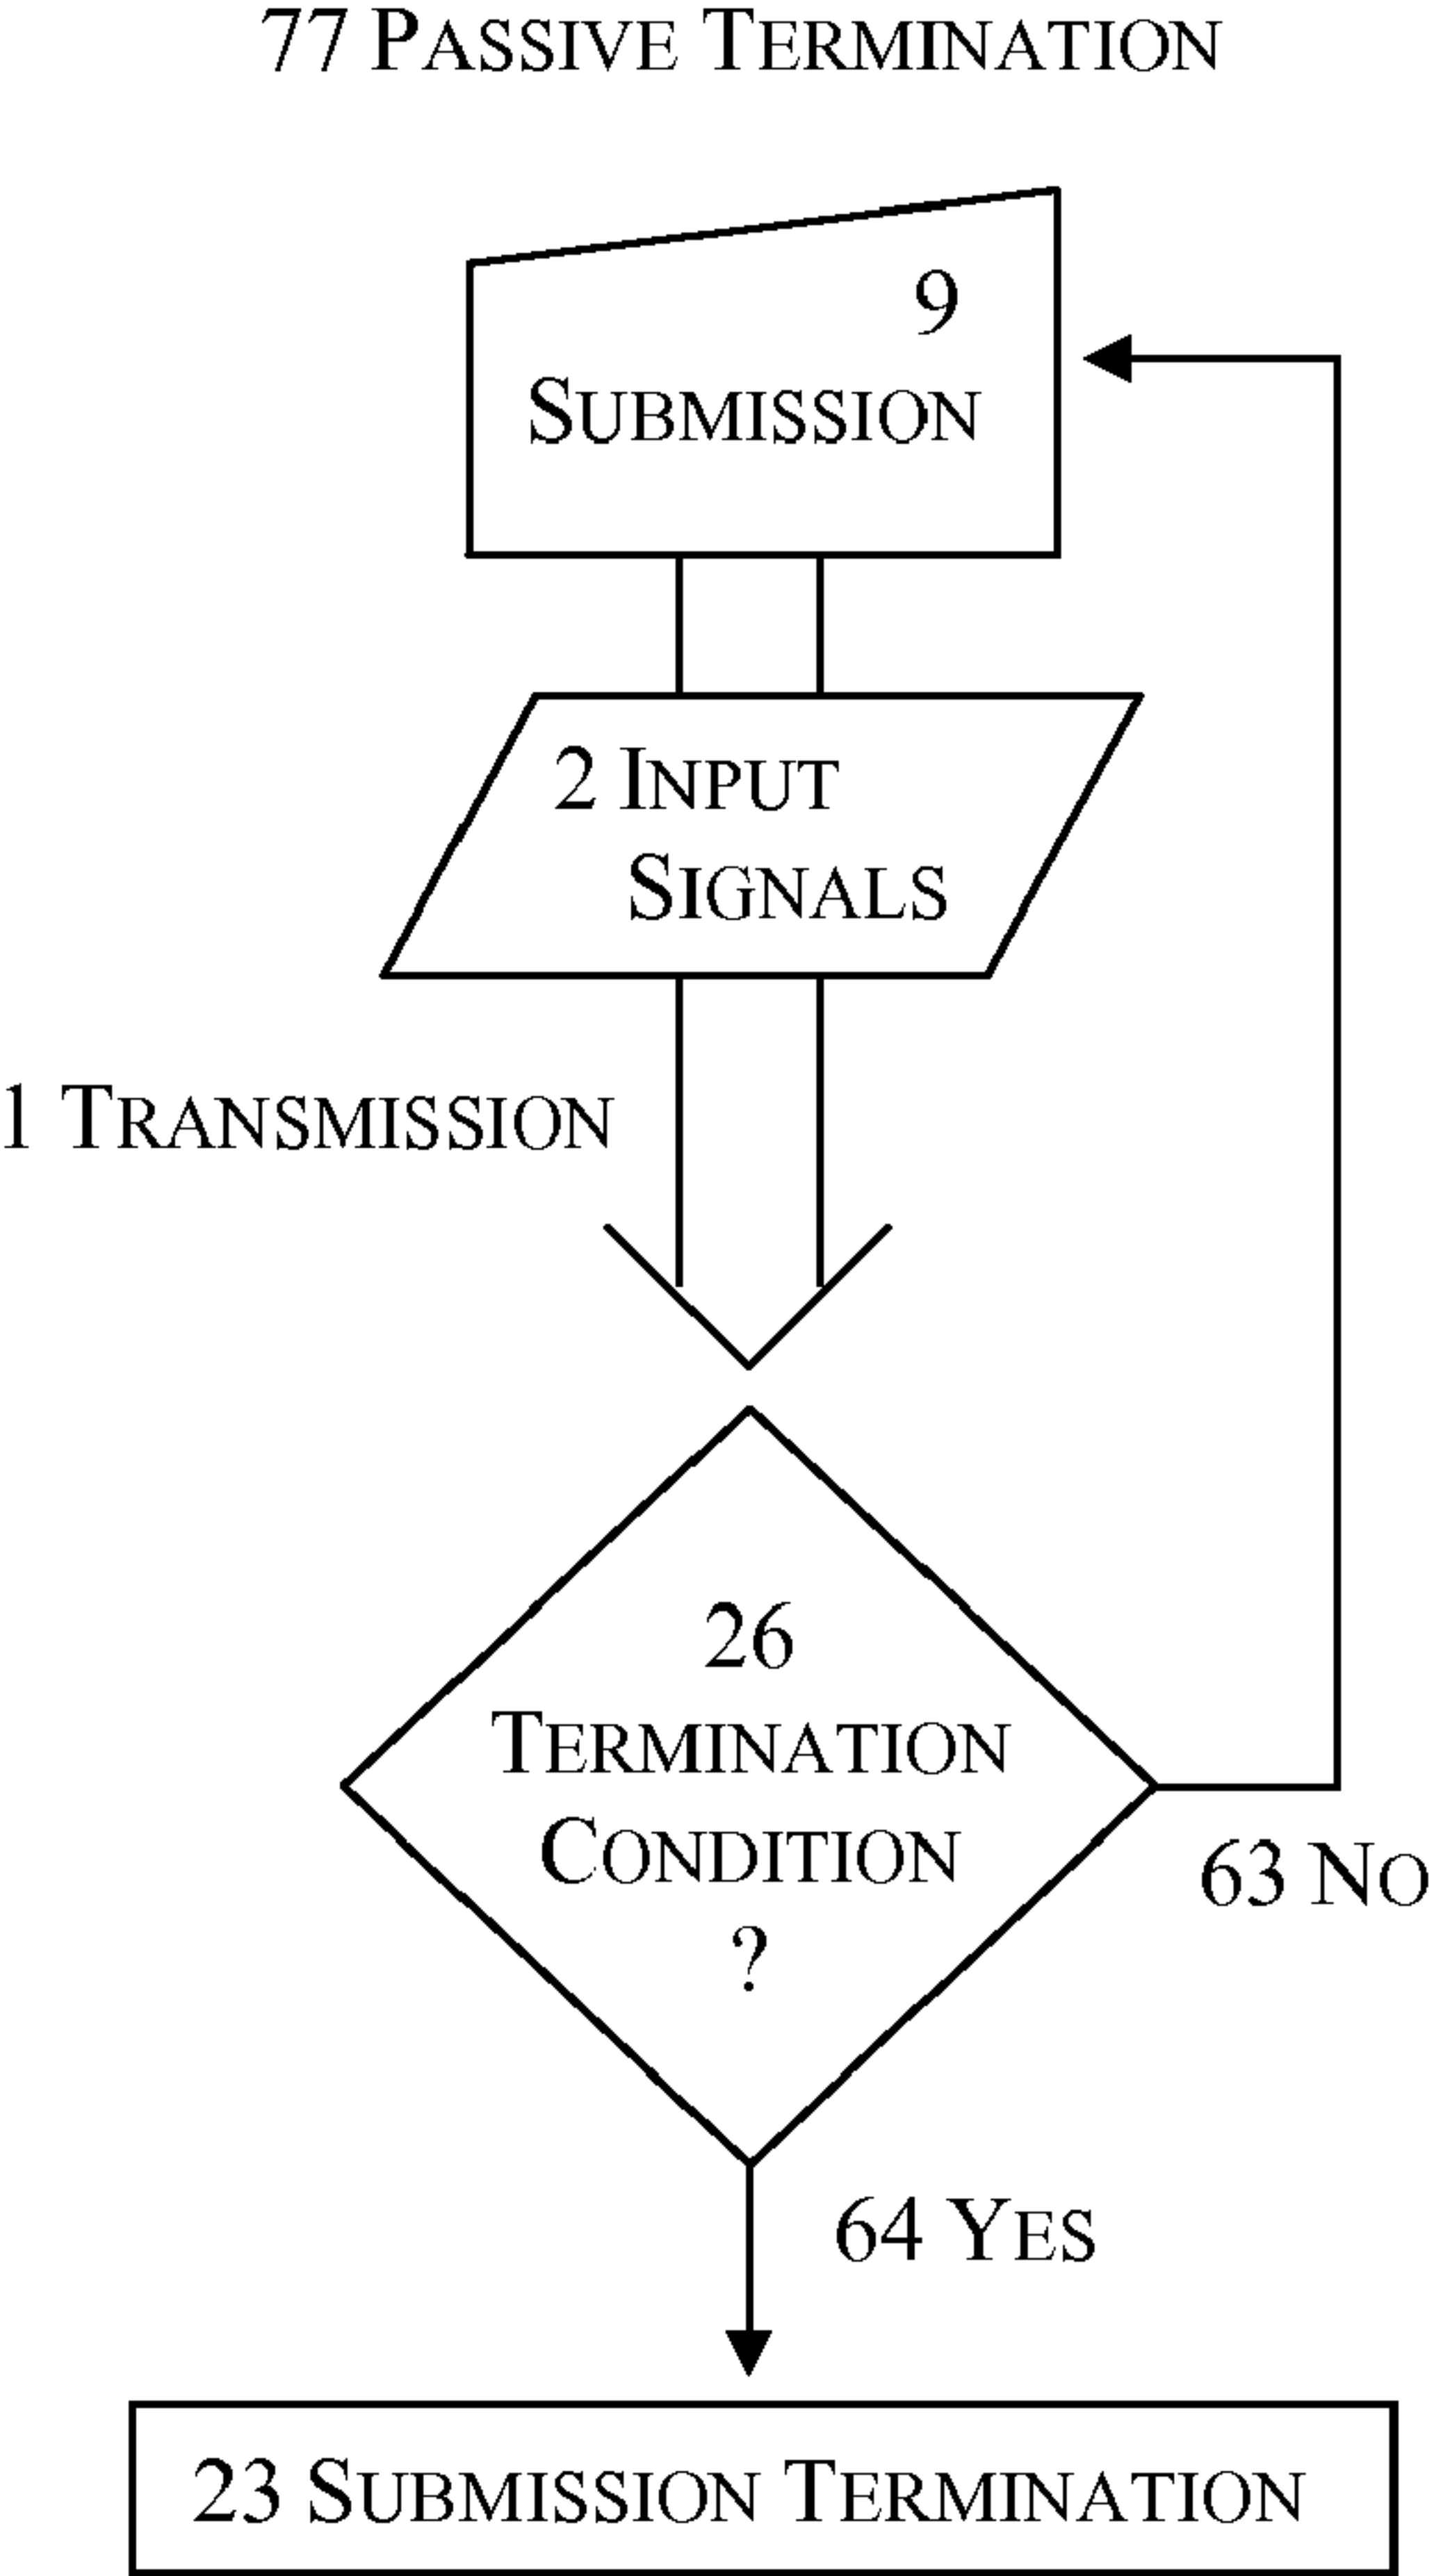 77 PASSIVE TERMINATION
9
SUBMISSION
2 INPUT
SIGNALS
1 TRANSMISSION
26
TERMINATION
CONDITION
?
63 NO
64 YES
23 SUBMISSION TERMINATION